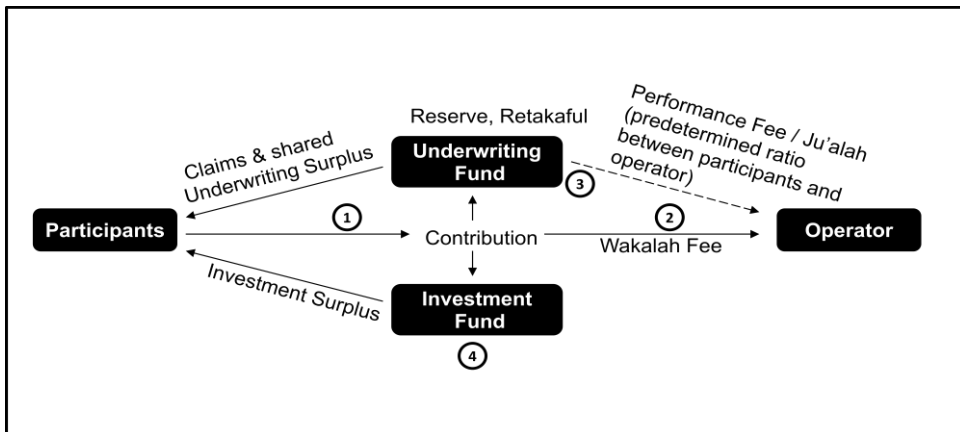 Reserve, Retakaful
Underwriting
Fund
Claims & shared
Underwriting Surplus
Performance Fee / Ju'alah
(predetermined ratio
between participants and
operator)
3
1
2
Participants
Contribution
Wakalah Fee
Operator
Investment Surplus
Investment
Fund
4